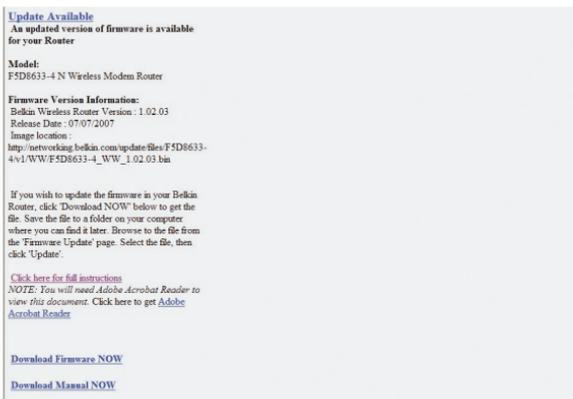 Update Available
An updated version of firmware is available
for your Router
Model:
F5D8633-4 N Wireless Modem Router
Firmware Version Information:
Belkin Wireless Router Version : 1.02.03
Release Date : 07/07/2007
Image location :
http://networking.belkin.com/update/files/F5D8633-
4/v1/WW/F5D8633-4_WW_1.02.03.bin
If you wish to update the firmware in your Belkin
Router, click 'Download NOW' below to get the
file. Save the file to a folder on your computer
where you can find it later. Browse to the file from
the 'Firmware Update' page. Select the file, then
click 'Update'.
Click here for full instructions
NOTE: You will need Adobe Acrobat Reader to
view this document. Click here to get Adobe
Acrobat Reader
Download Firmware NOW
Download Manual NOW